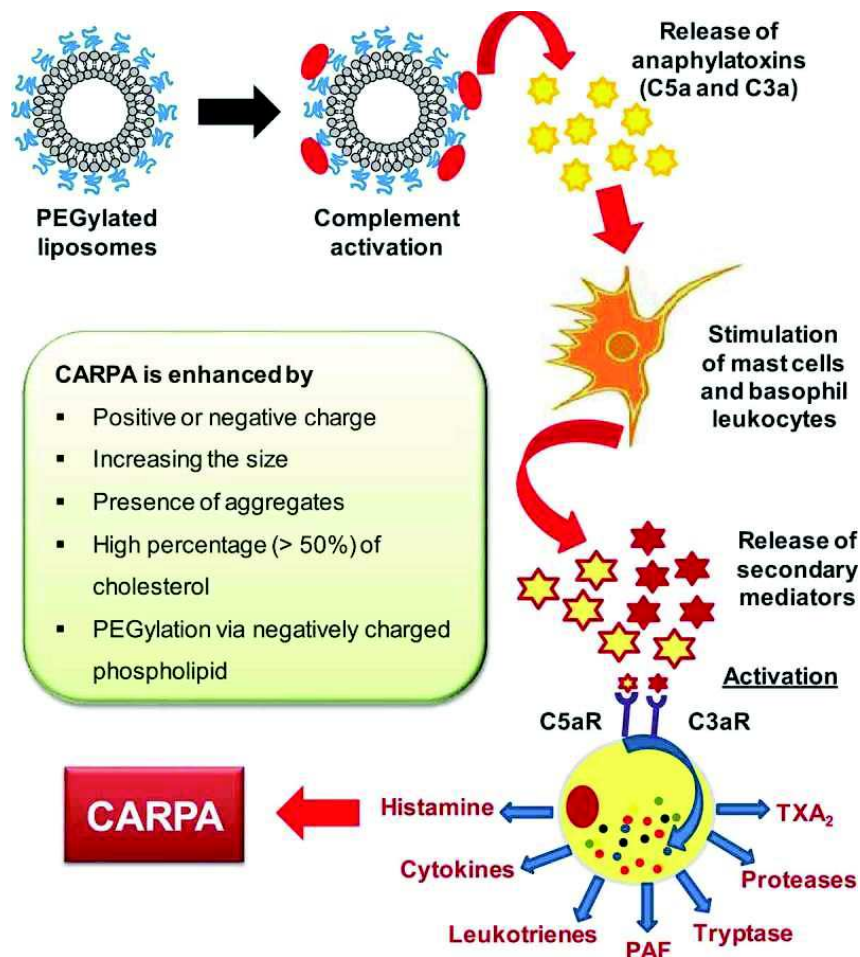 Release of
anaphylatoxins
(C5a and C3a)
PEGylated
liposomes
Complement
activation
Stimulation
of mast cells
and basophil
leukocytes
CARPA is enhanced by
▪ Positive or negative charge
▪ Increasing the size
▪ Presence of aggregates
▪ High percentage (> 50%) of
cholesterol
▪ PEGylation via negatively charged
phospholipid
Release of
secondary
mediators
Activation
C5aR
C3aR
CARPA
Histamine
TXA₂
Cytokines
Proteases
Leukotrienes
Tryptase
PAF